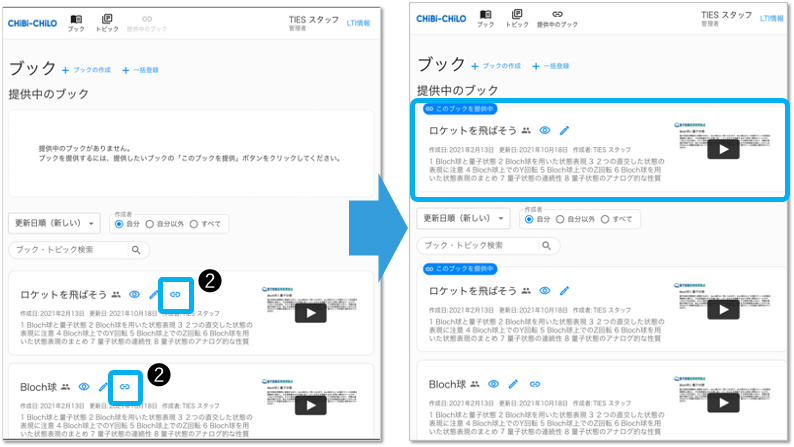 CHiBi-CHiLO
ブック
トピック
提供中のブック
TIES スタッフ
管理者
LTI情報
ブック
ブックの作成
一括登録
提供中のブック
提供中のブックがありません。
ブックを提供するには、提供したいブックの「このブックを提供」ボタンをクリックしてください。
更新日順（新しい）
作成者
自分
自分以外
すべて
ブック・トピック検索
2
ロケットを飛ばそう
作成日:2021年2月13日 更新日:2021年10月18日 作成者:TIES スタッフ
1 Bloch球と量子状態 2 Bloch球を用いた状態表現 3 ２つの直交した状態の
表現に注意 4 Bloch球上でのY回転 5 Bloch球上でのZ回転 6 Bloch球を用
いた状態表現のまとめ 7 量子状態の連続性 8 量子状態のアナログ的な性質
2
Bloch球
作成日:2021年2月13日 更新日:2021年10月18日 作成者:TIES スタッフ
1 Bloch球と量子状態 2 Bloch球を用いた状態表現 3 ２つの直交した状態の
表現に注意 4 Bloch球上でのY回転 5 Bloch球上でのZ回転 6 Bloch球を用
いた状態表現のまとめ 7 量子状態の連続性 8 量子状態のアナログ的な性質
CHiBi-CHiLO
ブック
トピック
提供中のブック
TIES スタッフ
管理者
LTI情報
ブック
ブックの作成
一括登録
提供中のブック
このブックを提供中
ロケットを飛ばそう
作成日:2021年2月13日 更新日:2021年10月18日 作成者:TIES スタッフ
1 Bloch球と量子状態 2 Bloch球を用いた状態表現 3 ２つの直交した状態の
表現に注意 4 Bloch球上でのY回転 5 Bloch球上でのZ回転 6 Bloch球を用
いた状態表現のまとめ 7 量子状態の連続性 8 量子状態のアナログ的な性質
更新日順（新しい）
作成者
自分
自分以外
すべて
ブック・トピック検索
このブックを提供中
ロケットを飛ばそう
作成日:2021年2月13日 更新日:2021年10月18日 作成者:TIES スタッフ
1 Bloch球と量子状態 2 Bloch球を用いた状態表現 3 ２つの直交した状態の
表現に注意 4 Bloch球上でのY回転 5 Bloch球上でのZ回転 6 Bloch球を用
いた状態表現のまとめ 7 量子状態の連続性 8 量子状態のアナログ的な性質
Bloch球
作成日:2021年2月13日 更新日:2021年10月18日 作成者:TIES スタッフ
1 Bloch球と量子状態 2 Bloch球を用いた状態表現 3 ２つの直交した状態の
表現に注意 4 Bloch球上でのY回転 5 Bloch球上でのZ回転 6 Bloch球を用
いた状態表現のまとめ 7 量子状態の連続性 8 量子状態のアナログ的な性質